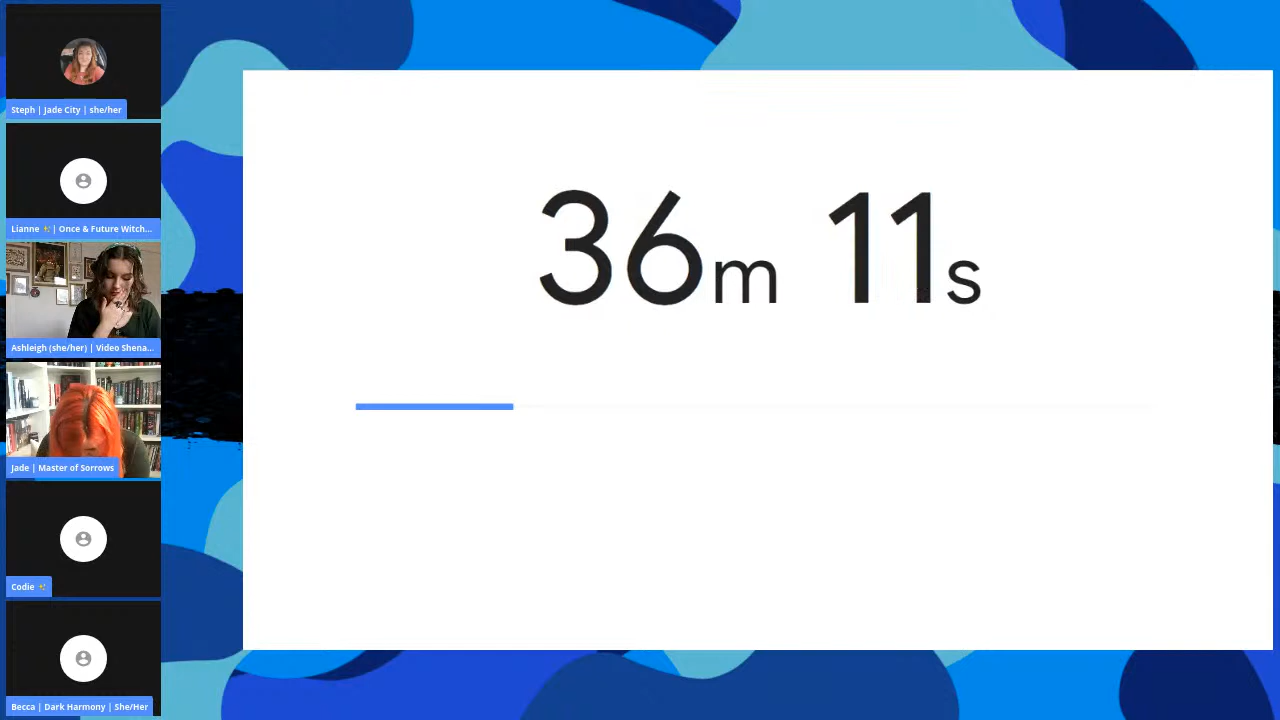 Steph | Jade City | she/her
Lianne ✨ | Once & Future Witch...
Ashleigh (she/her) | Video Shena...
Jade | Master of Sorrows
Codie ✨
Becca | Dark Harmony | She/Her
36m 11s